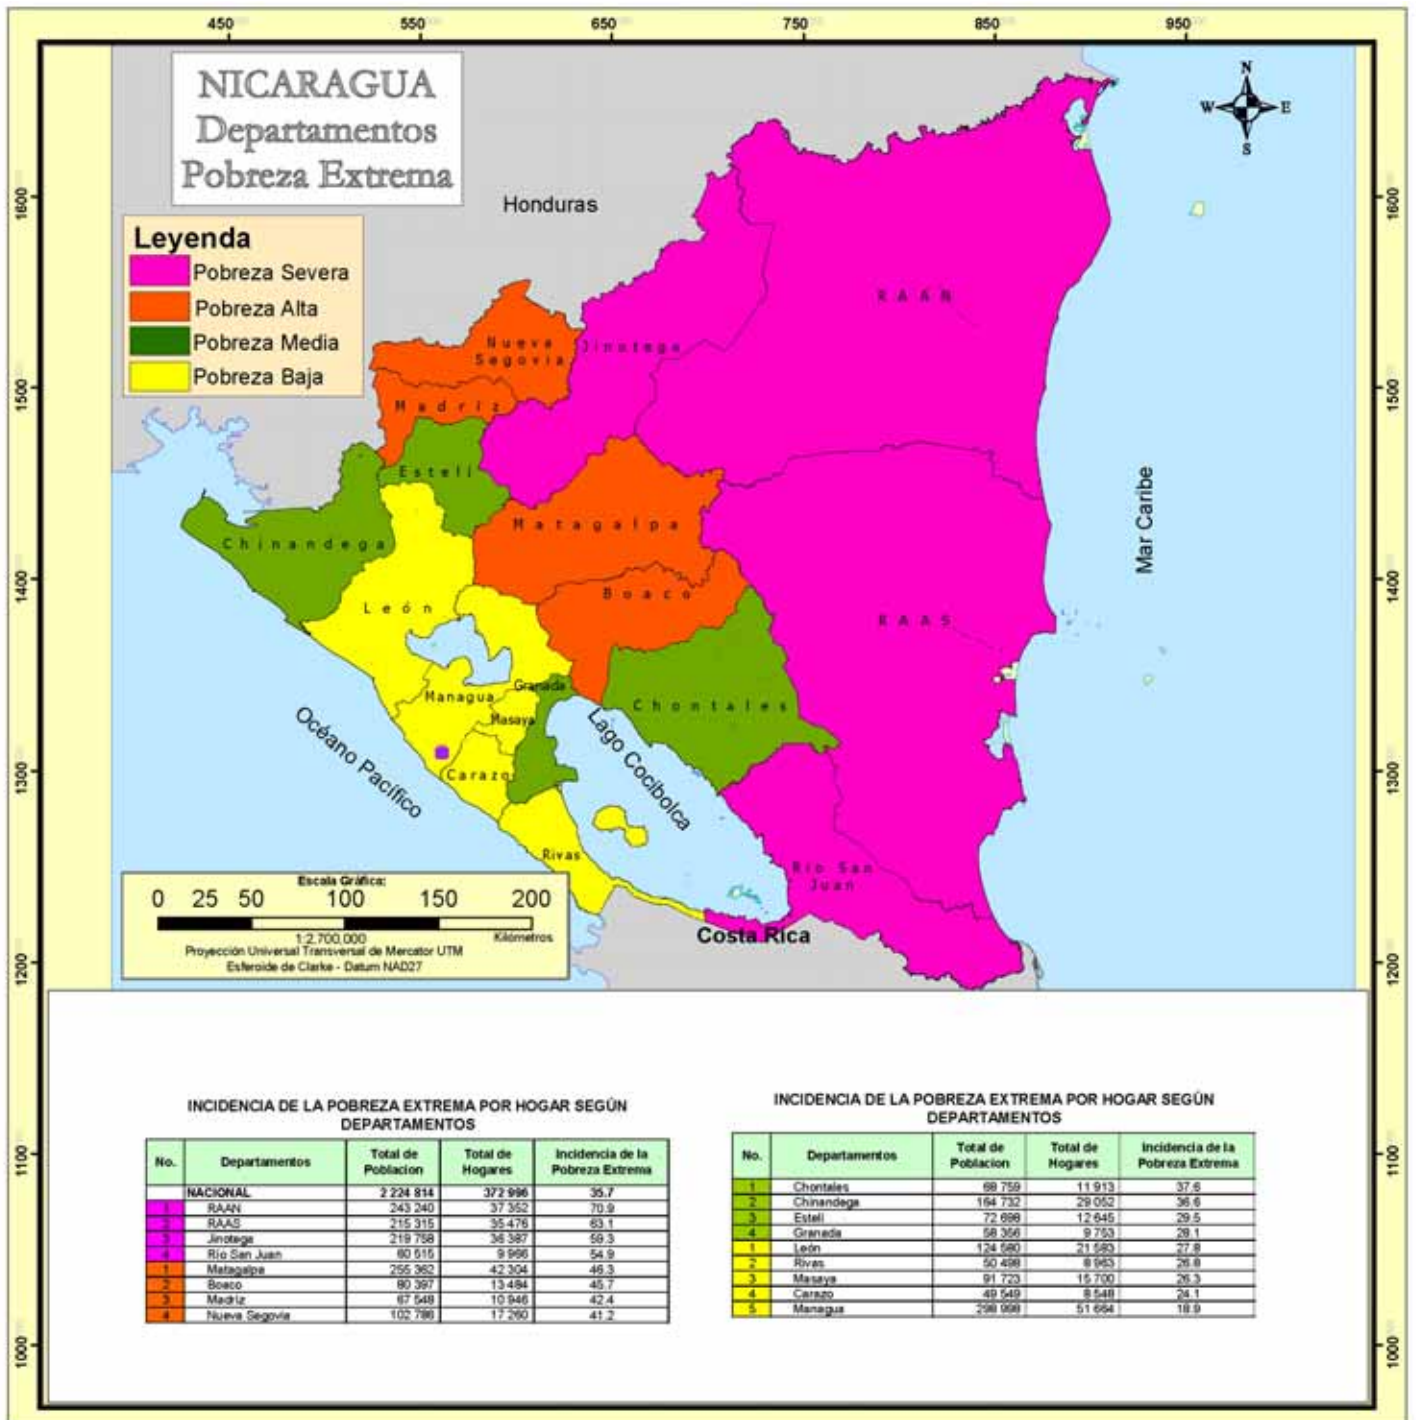 450 550 650 750 850 950
NICARAGUA
Departamentos
Pobreza Extrema
N
W E
S
1600 1600
Honduras
Leyenda
Pobreza Severa
Pobreza Alta
Pobreza Media
Pobreza Baja
RAAN
Nueva
Segovia
Jinotega
1500 1500
Madríz
Estelí
Mar Caribe
Matagalpa
Chinandega
1400 1400
Boaco
León
RAAS
Granada
Managua
Chontales
Masaya
Océano Pacífico
Lago Cocibolca
1300 1300
Carazo
Rivas
Río San
Juan
Escala Gráfica:
0 25 50 100 150 200
1:2.700,000 Kilómetros
Proyección Universal Transversal de Mercator UTM
Esferoide de Clarke - Datum NAD27
Costa Rica
1200 1200
INCIDENCIA DE LA POBREZA EXTREMA POR HOGAR SEGÚN
DEPARTAMENTOS
No. Departamentos Total de Poblacion Total de Hogares Incidencia de la Pobreza Extrema
NACIONAL 2 224 814 372 996 35.7
1 RAAN 243 240 37 352 70.9
2 RAAS 215 315 35 476 63.1
3 Jinotega 219 758 36 387 59.3
4 Río San Juan 60 515 9 966 54.9
1 Matagalpa 255 362 42 304 46.3
2 Boaco 80 397 13 484 45.7
3 Madriz 67 548 10 946 42.4
4 Nueva Segovia 102 786 17 260 41.2
INCIDENCIA DE LA POBREZA EXTREMA POR HOGAR SEGÚN
DEPARTAMENTOS
No. Departamentos Total de Poblacion Total de Hogares Incidencia de la Pobreza Extrema
1 Chontales 68 759 11 913 37.6
2 Chinandega 164 732 29 052 36.6
3 Estelí 72 698 12 645 29.5
4 Granada 58 356 9 753 28.1
1 León 124 580 21 583 27.8
2 Rivas 50 498 8 963 26.8
3 Masaya 91 723 15 700 26.3
4 Carazo 49 549 8 548 24.1
5 Managua 298 998 51 664 18.9
1100 1100
1000 1000